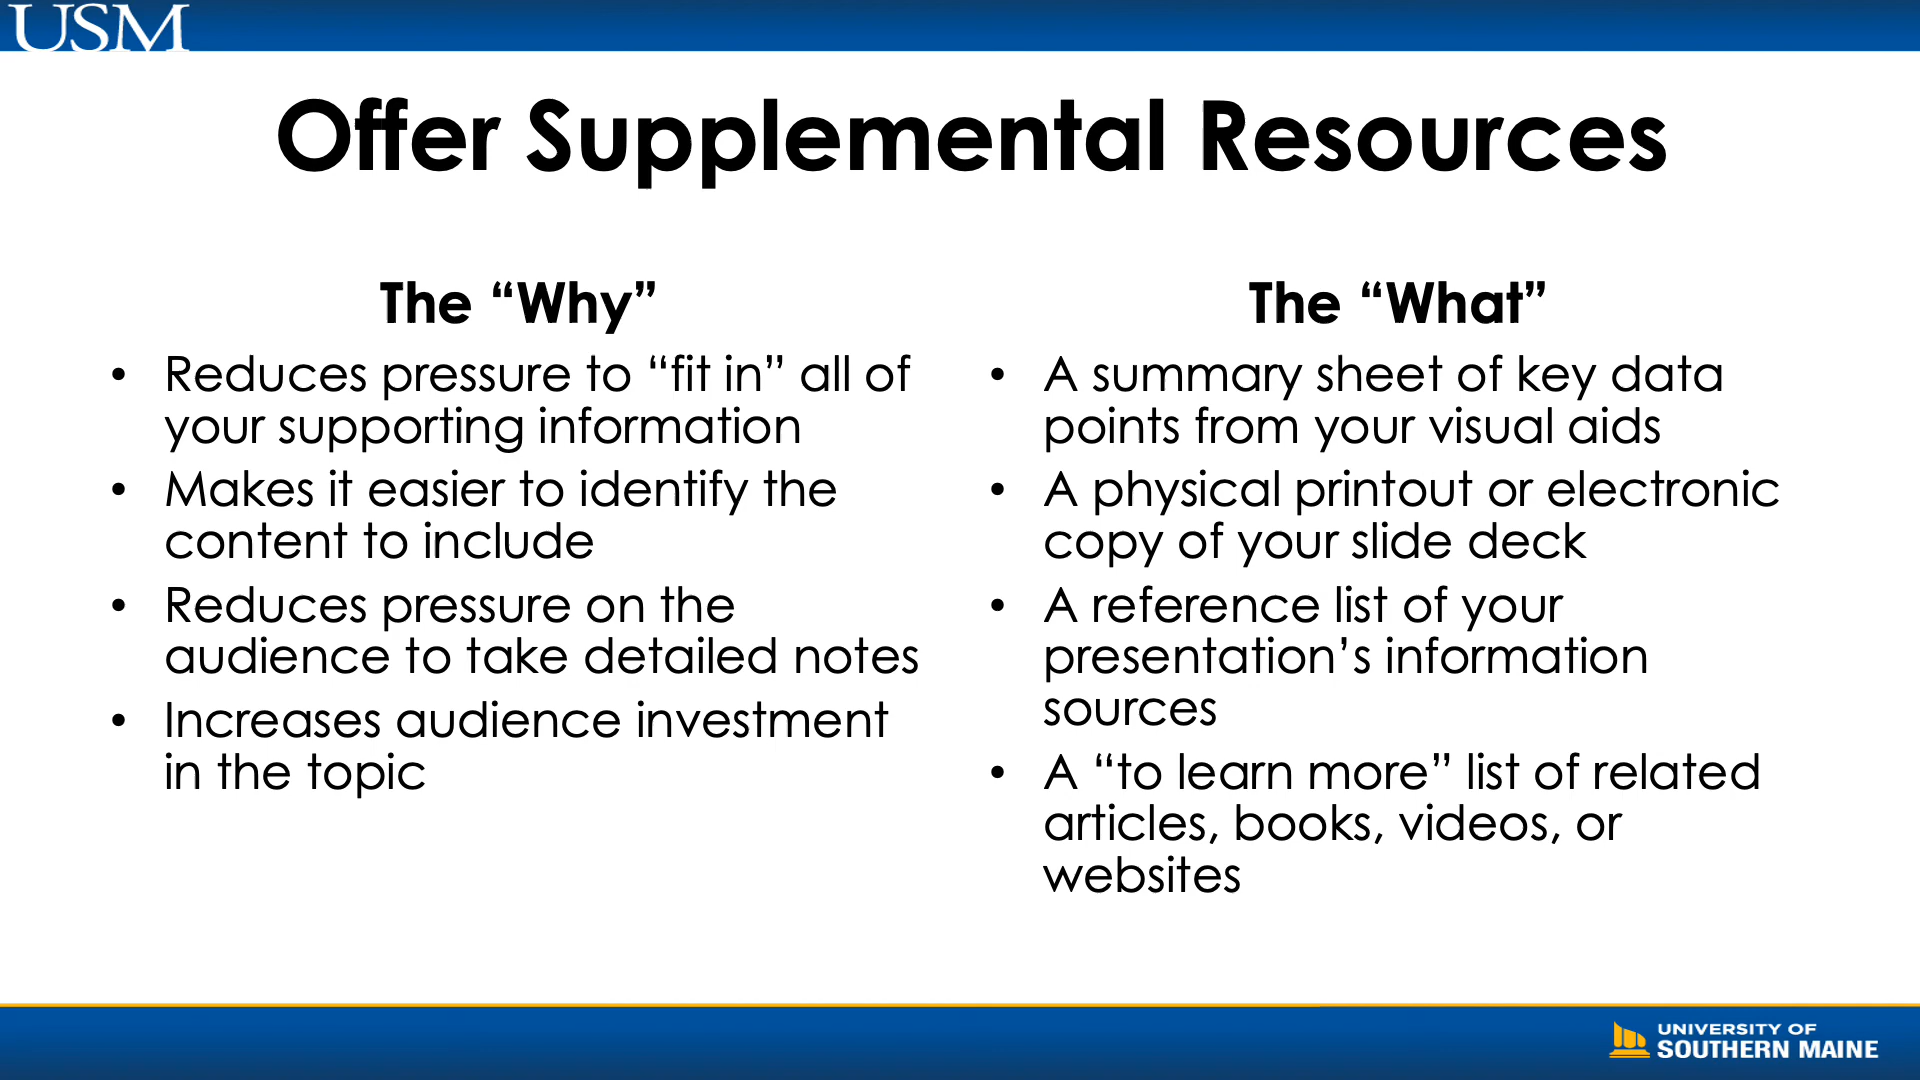 USM
Offer Supplemental Resources
The “Why”
• Reduces pressure to “fit in” all of
your supporting information
• Makes it easier to identify the
content to include
• Reduces pressure on the
audience to take detailed notes
• Increases audience investment
in the topic
The “What”
• A summary sheet of key data
points from your visual aids
• A physical printout or electronic
copy of your slide deck
• A reference list of your
presentation’s information
sources
• A “to learn more” list of related
articles, books, videos, or
websites
UNIVERSITY OF
SOUTHERN MAINE